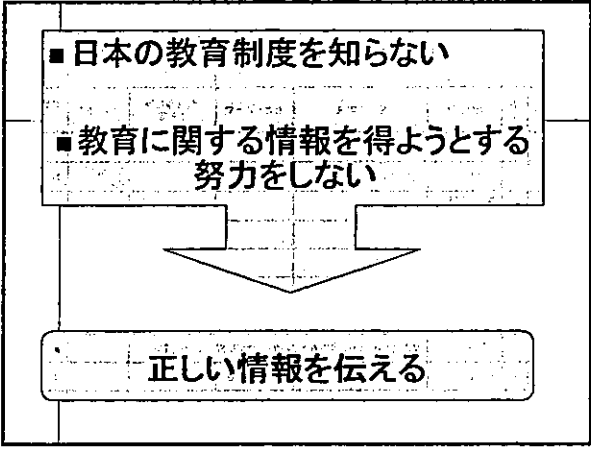 ■日本の教育制度を知らない
■教育に関する情報を得ようとする
努力をしない
正しい情報を伝える